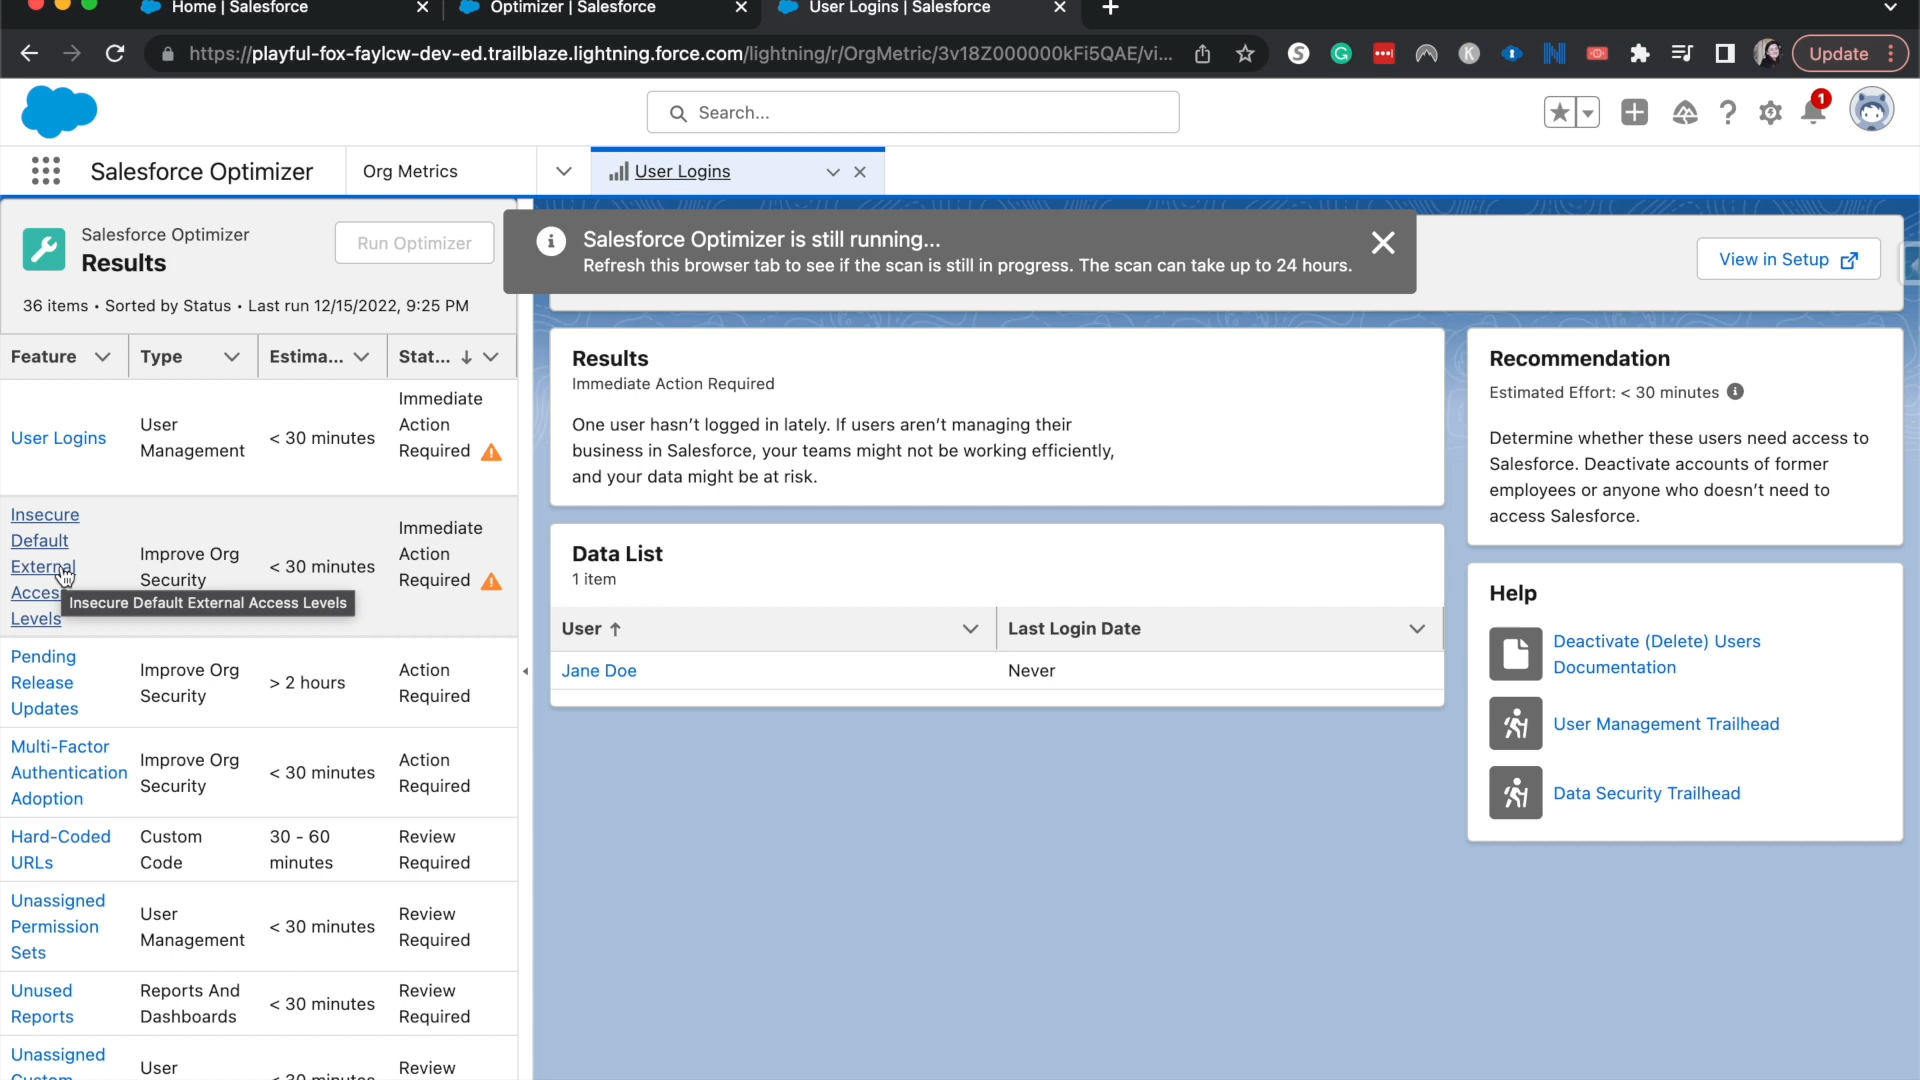 Home | Salesforce
Optimizer | Salesforce
User Logins | Salesforce
https://playful-fox-faylcw-dev-ed.trailblaze.lightning.force.com/lightning/r/OrgMetric/3v18Z000000kFi5QAE/vi...
Update
Search...
1
Salesforce Optimizer
Org Metrics
User Logins
Salesforce Optimizer
Results
Run Optimizer
36 items • Sorted by Status • Last run 12/15/2022, 9:25 PM
Salesforce Optimizer is still running...
Refresh this browser tab to see if the scan is still in progress. The scan can take up to 24 hours.
View in Setup
Feature
Type
Estima...
Stat...
User Logins
User
Management
< 30 minutes
Immediate
Action
Required
Insecure
Default
External
Access
Levels
Improve Org
Security
< 30 minutes
Immediate
Action
Required
Insecure Default External Access Levels
Pending
Release
Updates
Improve Org
Security
> 2 hours
Action
Required
Multi-Factor
Authentication
Adoption
Improve Org
Security
< 30 minutes
Action
Required
Hard-Coded
URLs
Custom
Code
30 - 60
minutes
Review
Required
Unassigned
Permission
Sets
User
Management
< 30 minutes
Review
Required
Unused
Reports
Reports And
Dashboards
< 30 minutes
Review
Required
Unassigned
Custom
User
< 30 minutes
Review
Results
Immediate Action Required
One user hasn't logged in lately. If users aren't managing their
business in Salesforce, your teams might not be working efficiently,
and your data might be at risk.
Data List
1 item
User
Last Login Date
Jane Doe
Never
Recommendation
Estimated Effort: < 30 minutes
Determine whether these users need access to
Salesforce. Deactivate accounts of former
employees or anyone who doesn't need to
access Salesforce.
Help
Deactivate (Delete) Users
Documentation
User Management Trailhead
Data Security Trailhead